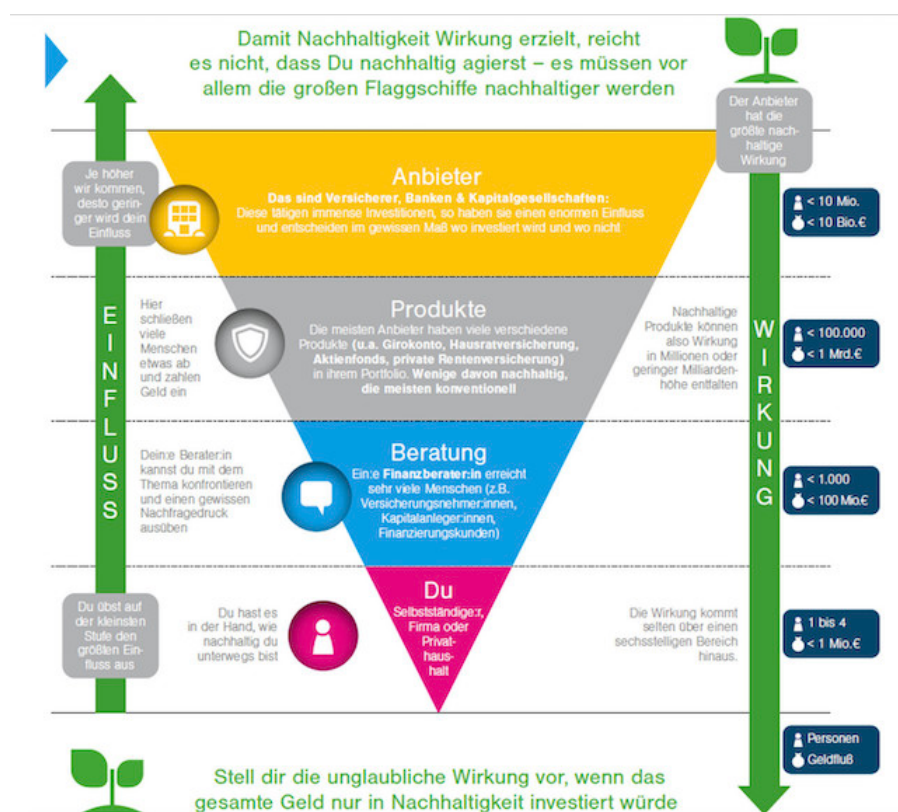 Damit Nachhaltigkeit Wirkung erzielt, reicht
es nicht, dass Du nachhaltig agierst – es müssen vor
allem die großen Flaggschiffe nachhaltiger werden
Der Anbieter
hat die
größte nach-
haltige
Wirkung
Je höher
wir kommen,
desto gerin-
ger wird dein
Einfluss
Anbieter
Das sind Versicherer, Banken & Kapitalgesellschaften:
Diese tätigen immense Investitionen, so haben sie einen enormen Einfluss
und entscheiden im gewissen Maß wo investiert wird und wo nicht
< 10 Mio.
< 10 Bio.€
EINFLUSS
Hier
schließen
viele
Menschen
etwas ab
und zahlen
Geld ein
Produkte
Die meisten Anbieter haben viele verschiedene
Produkte (u.a. Girokonto, Hausratversicherung,
Aktienfonds, private Rentenversicherung)
in ihrem Portfolio. Wenige davon nachhaltig,
die meisten konventionell
Nachhaltige
Produkte können
also Wirkung
in Millionen oder
geringer Milliarden-
höhe entfalten
WIRKUNG
< 100.000
< 1 Mrd.€
Dein:e Berater:in
kannst du mit dem
Thema konfrontieren
und einen gewissen
Nachfragedruck
ausüben
Beratung
Ein:e Finanzberater:in erreicht
sehr viele Menschen (z.B.
Versicherungsnehmer:innen,
Kapitalanleger:innen,
Finanzierungskunden)
< 1.000
< 100 Mio.€
Du übst auf
der kleinsten
Stufe den
größten Ein-
fluss aus
Du hast es
in der Hand, wie
nachhaltig du
unterwegs bist
Du
Selbstständige:r,
Firma oder
Privat-
haus-
halt
Die Wirkung kommt
selten über einen
sechsstelligen Bereich
hinaus.
1 bis 4
< 1 Mio.€
Personen
Geldfluß
Stell dir die unglaubliche Wirkung vor, wenn das
gesamte Geld nur in Nachhaltigkeit investiert würde